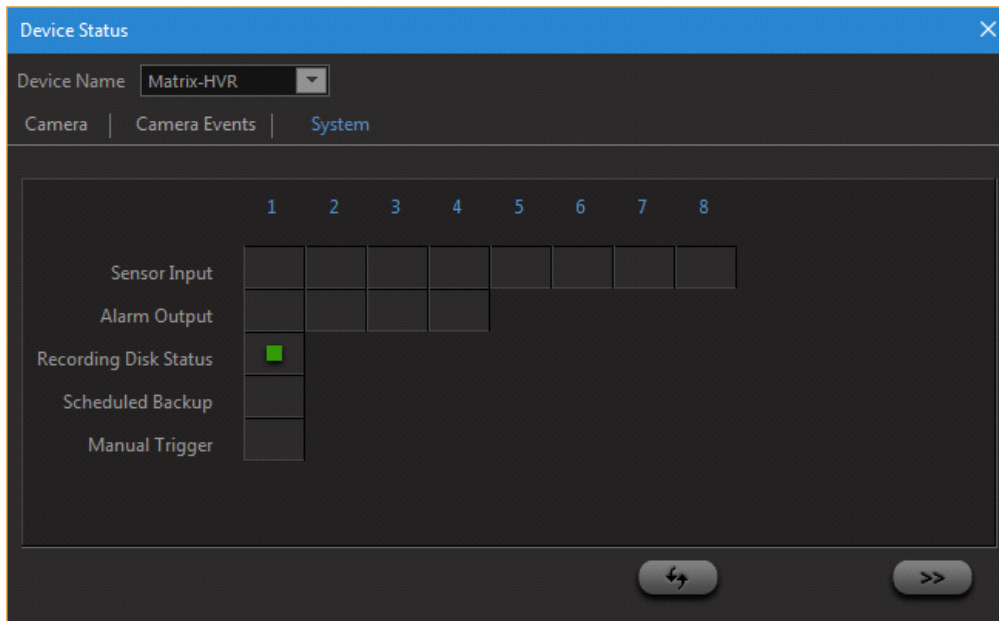 Device Status
Device Name Matrix-HVR
Camera | Camera Events | System
1 2 3 4 5 6 7 8
Sensor Input
Alarm Output
Recording Disk Status
Scheduled Backup
Manual Trigger
>>